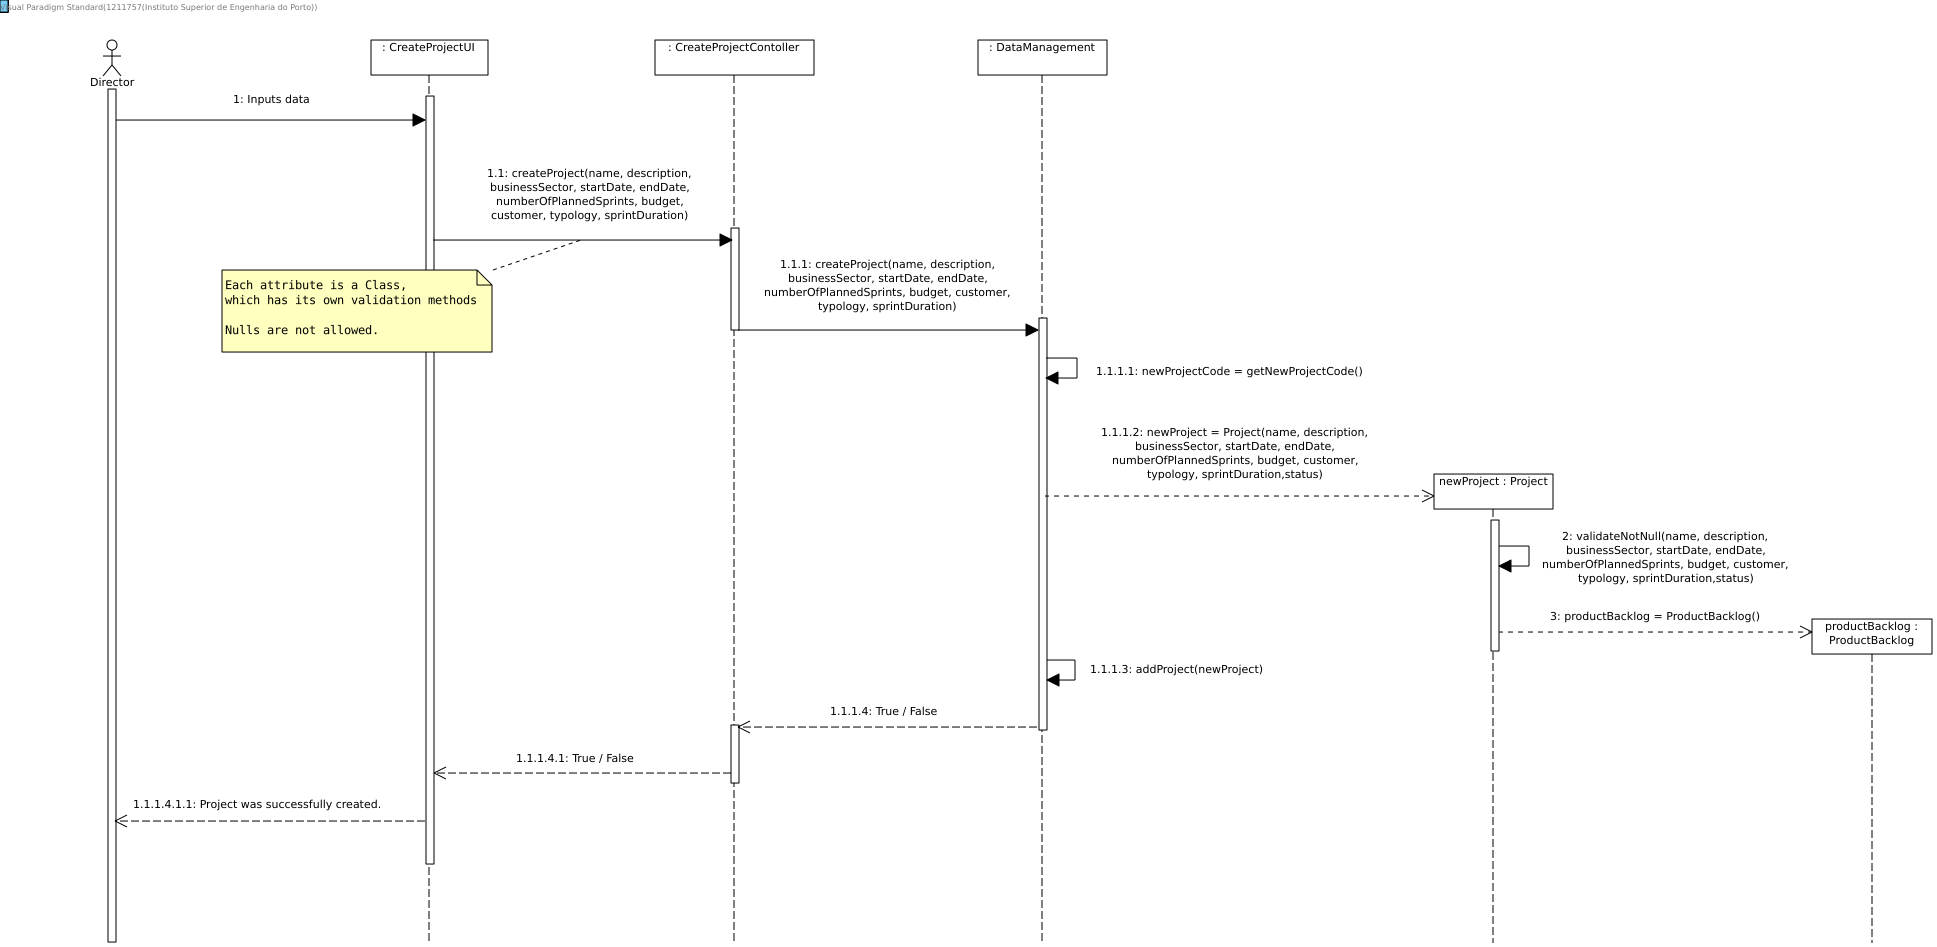 sual Paradigm Standard(1211757(Instituto Superior de Engenharia do Porto))
Director
: CreateProjectUI
: CreateProjectContoller
: DataManagement
1: Inputs data
1.1: createProject(name, description,
businessSector, startDate, endDate,
numberOfPlannedSprints, budget,
customer, typology, sprintDuration)
Each attribute is a Class,
which has its own validation methods
Nulls are not allowed.
1.1.1: createProject(name, description,
businessSector, startDate, endDate,
numberOfPlannedSprints, budget, customer,
typology, sprintDuration)
1.1.1.1: newProjectCode = getNewProjectCode()
1.1.1.2: newProject = Project(name, description,
businessSector, startDate, endDate,
numberOfPlannedSprints, budget, customer,
typology, sprintDuration,status)
newProject : Project
2: validateNotNull(name, description,
businessSector, startDate, endDate,
numberOfPlannedSprints, budget, customer,
typology, sprintDuration,status)
3: productBacklog = ProductBacklog()
productBacklog :
ProductBacklog
1.1.1.3: addProject(newProject)
1.1.1.4: True / False
1.1.1.4.1: True / False
1.1.1.4.1.1: Project was successfully created.